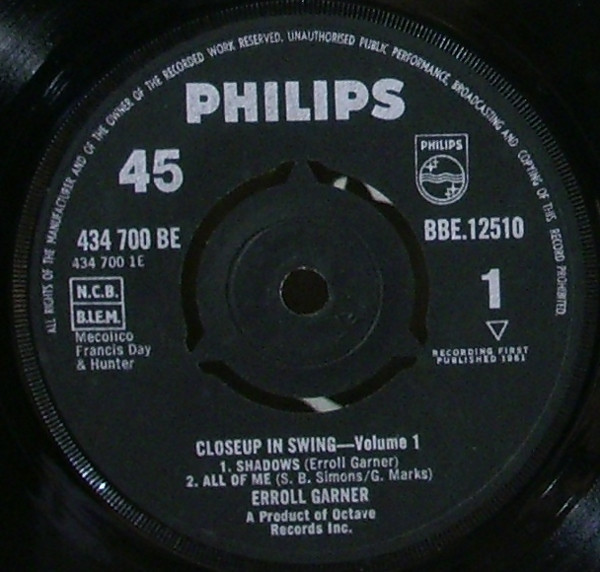 ALL RIGHTS OF THE MANUFACTURER AND OF THE OWNER OF THE RECORDED WORK RESERVED. UNAUTHORISED PUBLIC PERFORMANCE, BROADCASTING AND COPYING OF THIS RECORD PROHIBITED.
PHILIPS
45
PHILIPS
434 700 BE
BBE.12510
434 700 1E
1
N.C.B.
B.I.E.M.
Mecolico
Francis Day
& Hunter
RECORDING FIRST
PUBLISHED 1961
CLOSEUP IN SWING—Volume 1
1. SHADOWS (Erroll Garner)
2. ALL OF ME (S. B. Simons/G. Marks)
ERROLL GARNER
A Product of Octave
Records Inc.